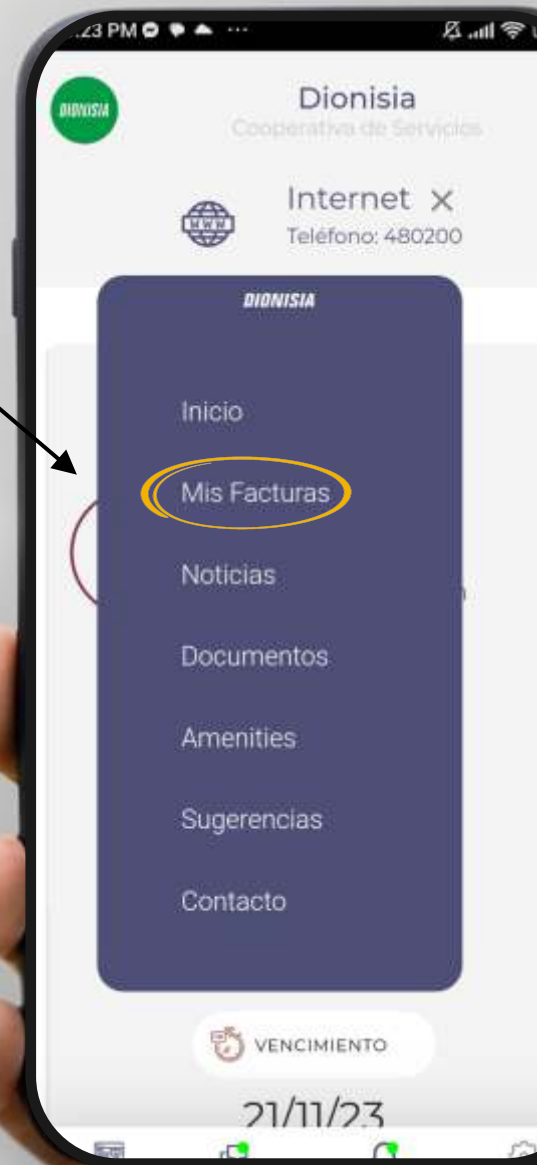 :23 PM
DIONISIA
Dionisia
Cooperativa de Servicios
WWW
Internet
Teléfono: 480200
DIONISIA
Inicio
Mis Facturas
Noticias
Documentos
Amenities
Sugerencias
Contacto
VENCIMIENTO
21/11/23